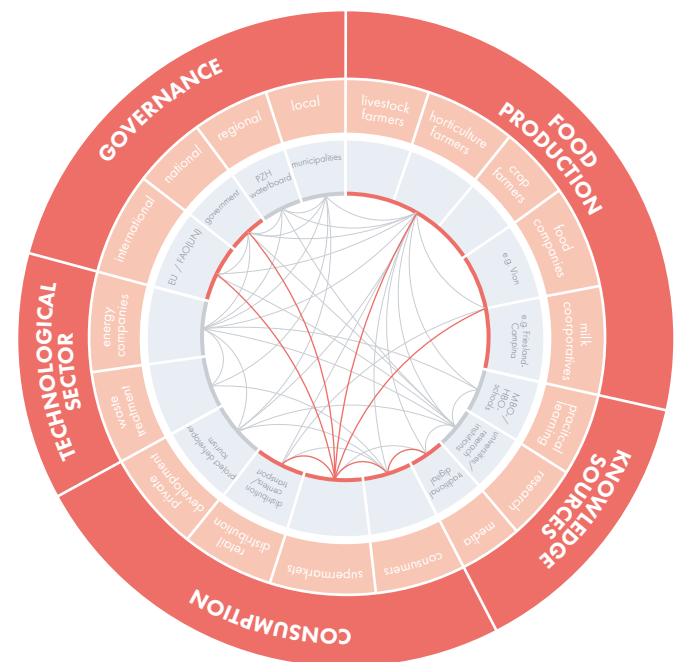 GOVERNANCE
FOOD
PRODUCTION
KNOWLEDGE
SOURCES
CONSUMPTION
TECHNOLOGICAL
SECTOR
international
national
regional
local
livestock
farmers
horticulture
farmers
crop
farmers
food
companies
milk
coorporatives
practical
learning
research
media
consumers
supermarkets
retail
distribution
private
development
waste
treatment
energy
companies
EU / FAO(UN)
government
PZH
waterboard
municipalities
e.g. Vion
e.g. Friesland-
Campina
MBO /
HBO
schools
universities/
research
insitutions
traditional
digital
distribution
centers/
transport
project detveloper
tourism